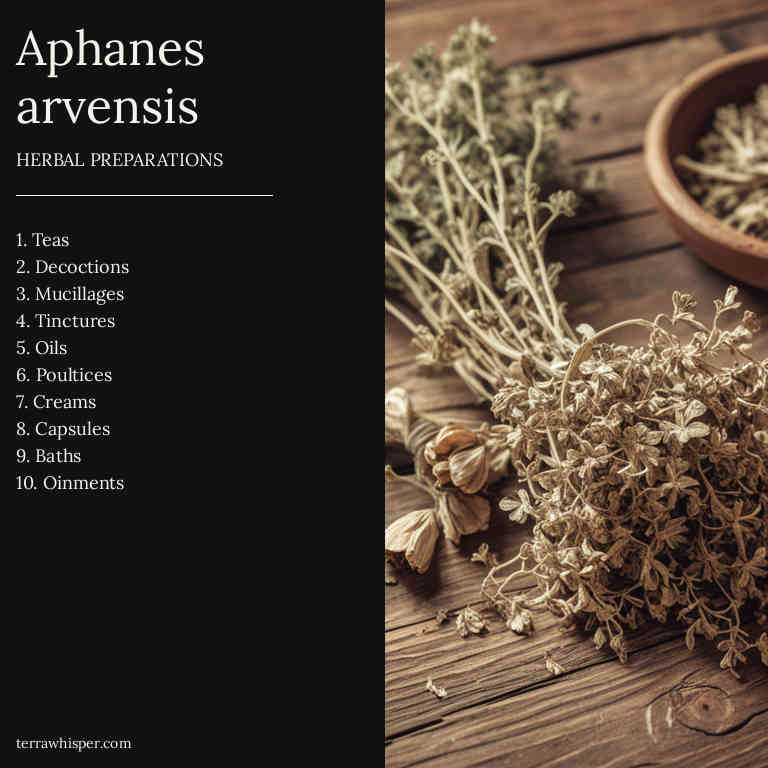 Aphanes
arvensis
HERBAL PREPARATIONS
1. Teas
2. Decoctions
3. Mucillages
4. Tinctures
5. Oils
6. Poultices
7. Creams
8. Capsules
9. Baths
10. Oinments
terrawhisper.com